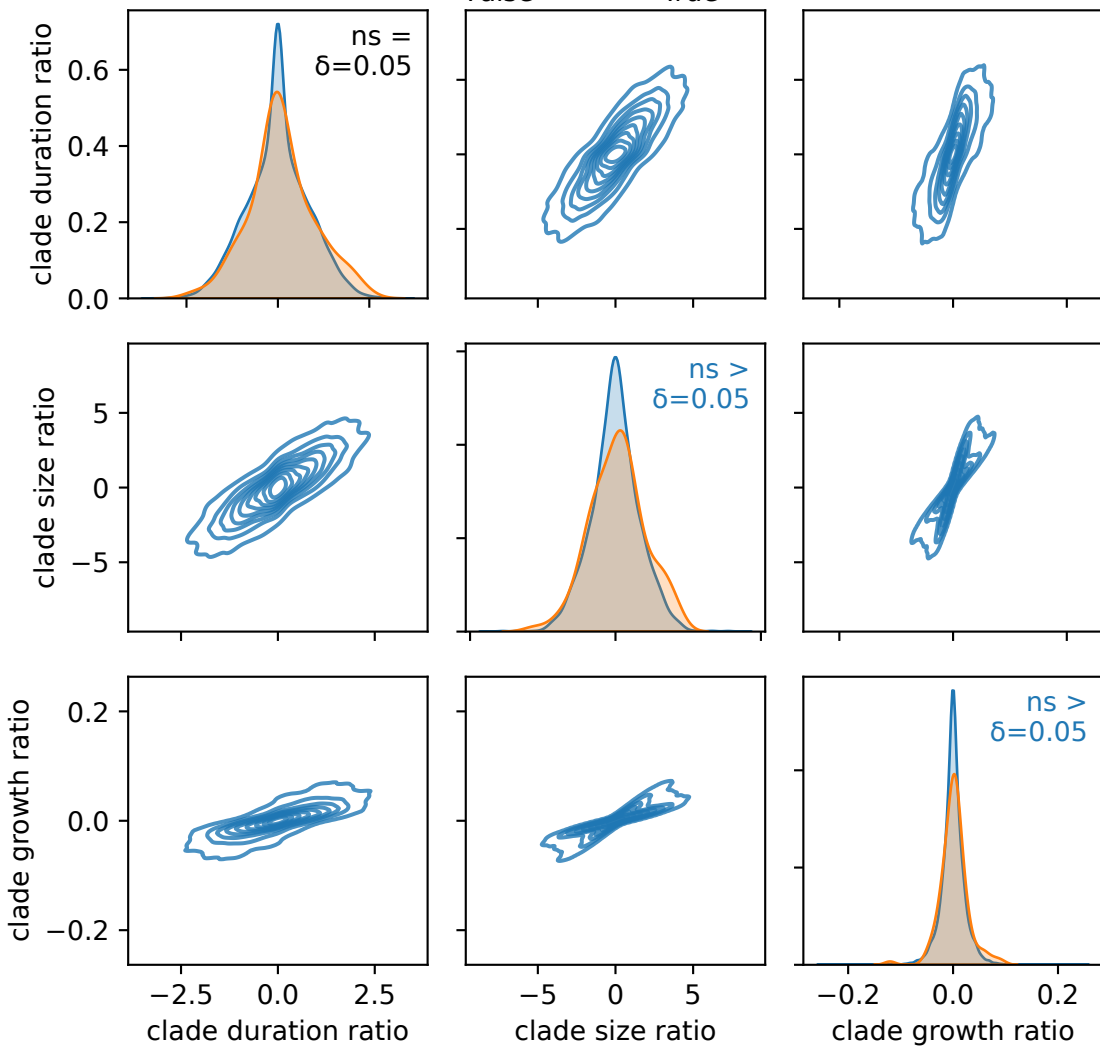 clade duration ratio
0.6
0.4
0.2
0.0
ns =
δ=0.05
clade size ratio
5
0
−5
ns >
δ=0.05
clade growth ratio
0.2
0.0
−0.2
ns >
δ=0.05
−2.5 0.0 2.5
−5 0 5
−0.2 0.0 0.2
clade duration ratio
clade size ratio
clade growth ratio